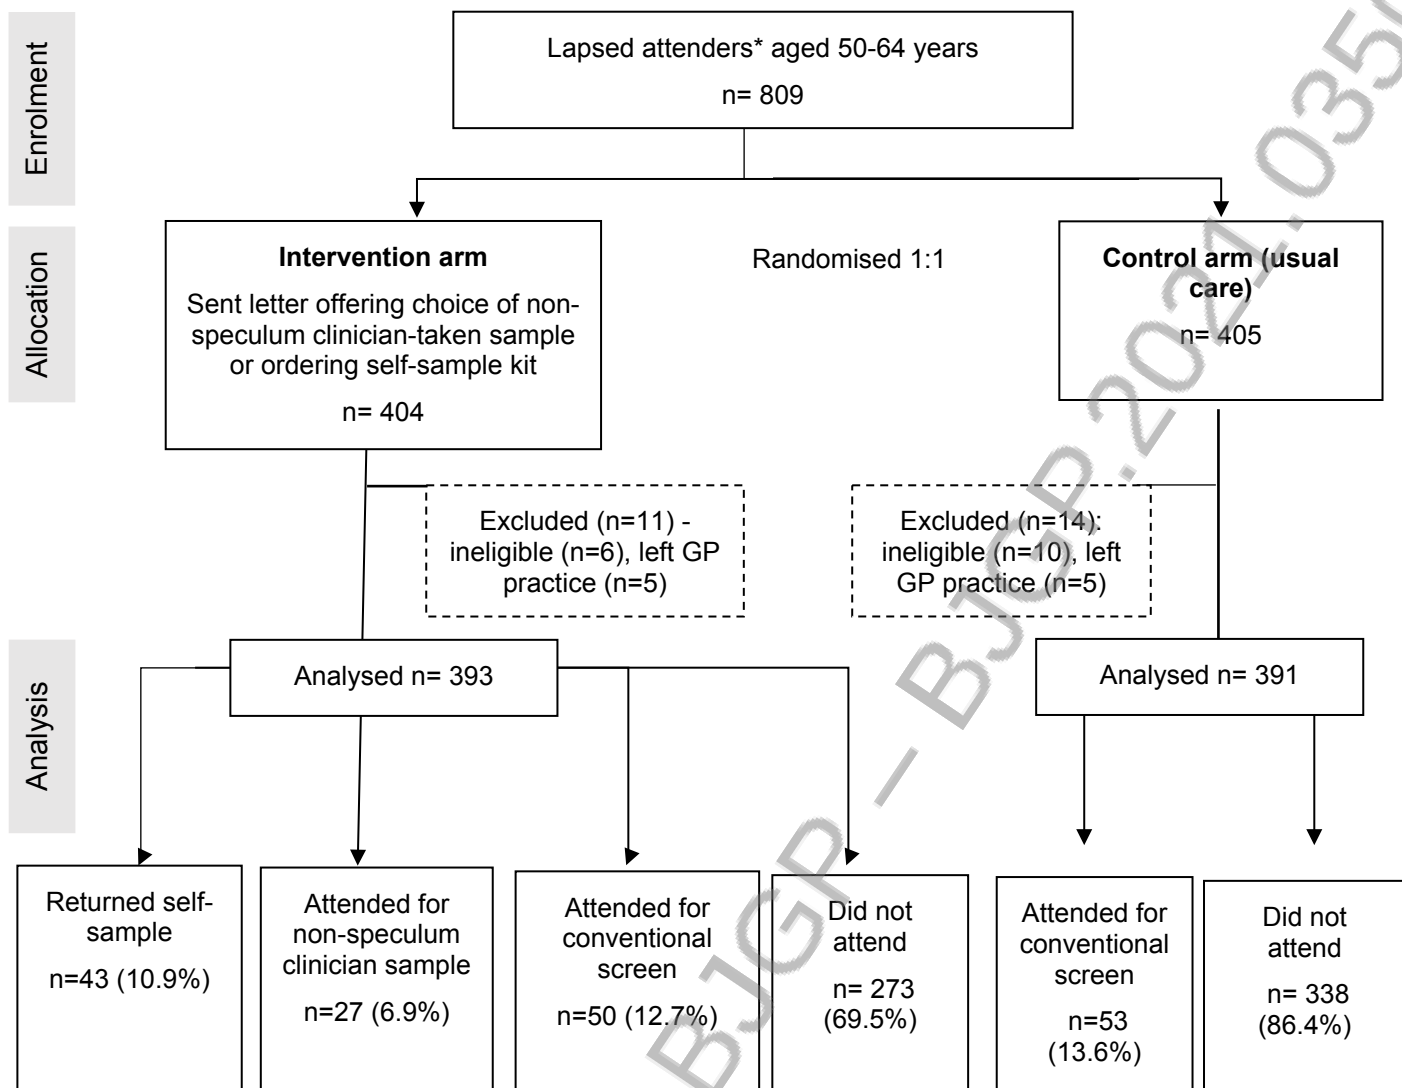 Enrolment
Lapsed attenders* aged 50-64 years
n= 809
Allocation
Intervention arm
Sent letter offering choice of non-
speculum clinician-taken sample
or ordering self-sample kit
n= 404
Randomised 1:1
Control arm (usual
care)
n= 405
Excluded (n=11) -
ineligible (n=6), left GP
practice (n=5)
Excluded (n=14):
ineligible (n=10), left
GP practice (n=5)
Analysis
Analysed n= 393
Analysed n= 391
Returned self-
sample
n=43 (10.9%)
Attended for
non-speculum
clinician sample
n=27 (6.9%)
Attended for
conventional
screen
n=50 (12.7%)
Did not
attend
n= 273
(69.5%)
Attended for
conventional
screen
n=53
(13.6%)
Did not
attend
n= 338
(86.4%)
BJGP – BJGP.2021.035